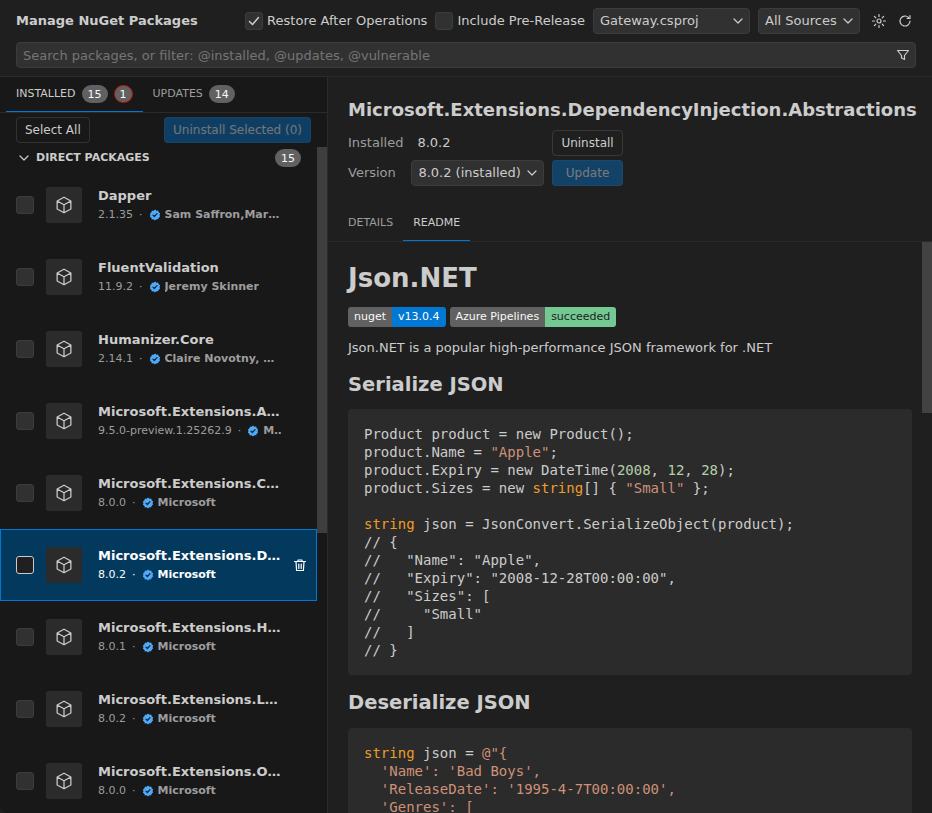 Manage NuGet Packages
Restore After Operations
Include Pre-Release
Gateway.csproj
All Sources
Search packages, or filter: @installed, @updates, @vulnerable
INSTALLED 15 1 UPDATES 14
Select All
Uninstall Selected (0)
DIRECT PACKAGES 15
Dapper
2.1.35 · Sam Saffron,Mar...
FluentValidation
11.9.2 · Jeremy Skinner
Humanizer.Core
2.14.1 · Claire Novotny, ...
Microsoft.Extensions.A...
9.5.0-preview.1.25262.9 · M..
Microsoft.Extensions.C...
8.0.0 · Microsoft
Microsoft.Extensions.D...
8.0.2 · Microsoft
Microsoft.Extensions.H...
8.0.1 · Microsoft
Microsoft.Extensions.L...
8.0.2 · Microsoft
Microsoft.Extensions.O...
8.0.0 · Microsoft
Microsoft.Extensions.DependencyInjection.Abstractions
Installed 8.0.2 Uninstall
Version 8.0.2 (installed) Update
DETAILS README
Json.NET
nuget v13.0.4 Azure Pipelines succeeded
Json.NET is a popular high-performance JSON framework for .NET
Serialize JSON
Product product = new Product();
product.Name = "Apple";
product.Expiry = new DateTime(2008, 12, 28);
product.Sizes = new string[] { "Small" };
string json = JsonConvert.SerializeObject(product);
// {
//   "Name": "Apple",
//   "Expiry": "2008-12-28T00:00:00",
//   "Sizes": [
//     "Small"
//   ]
// }
Deserialize JSON
string json = @"{
  'Name': 'Bad Boys',
  'ReleaseDate': '1995-4-7T00:00:00',
  'Genres': [